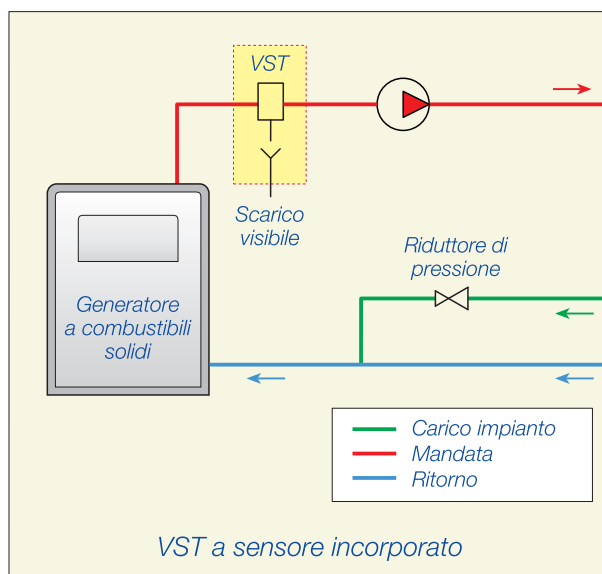 VST
Scarico
visibile
Riduttore di
pressione
Generatore
a combustibili
solidi
Carico impianto
Mandata
Ritorno
VST a sensore incorporato